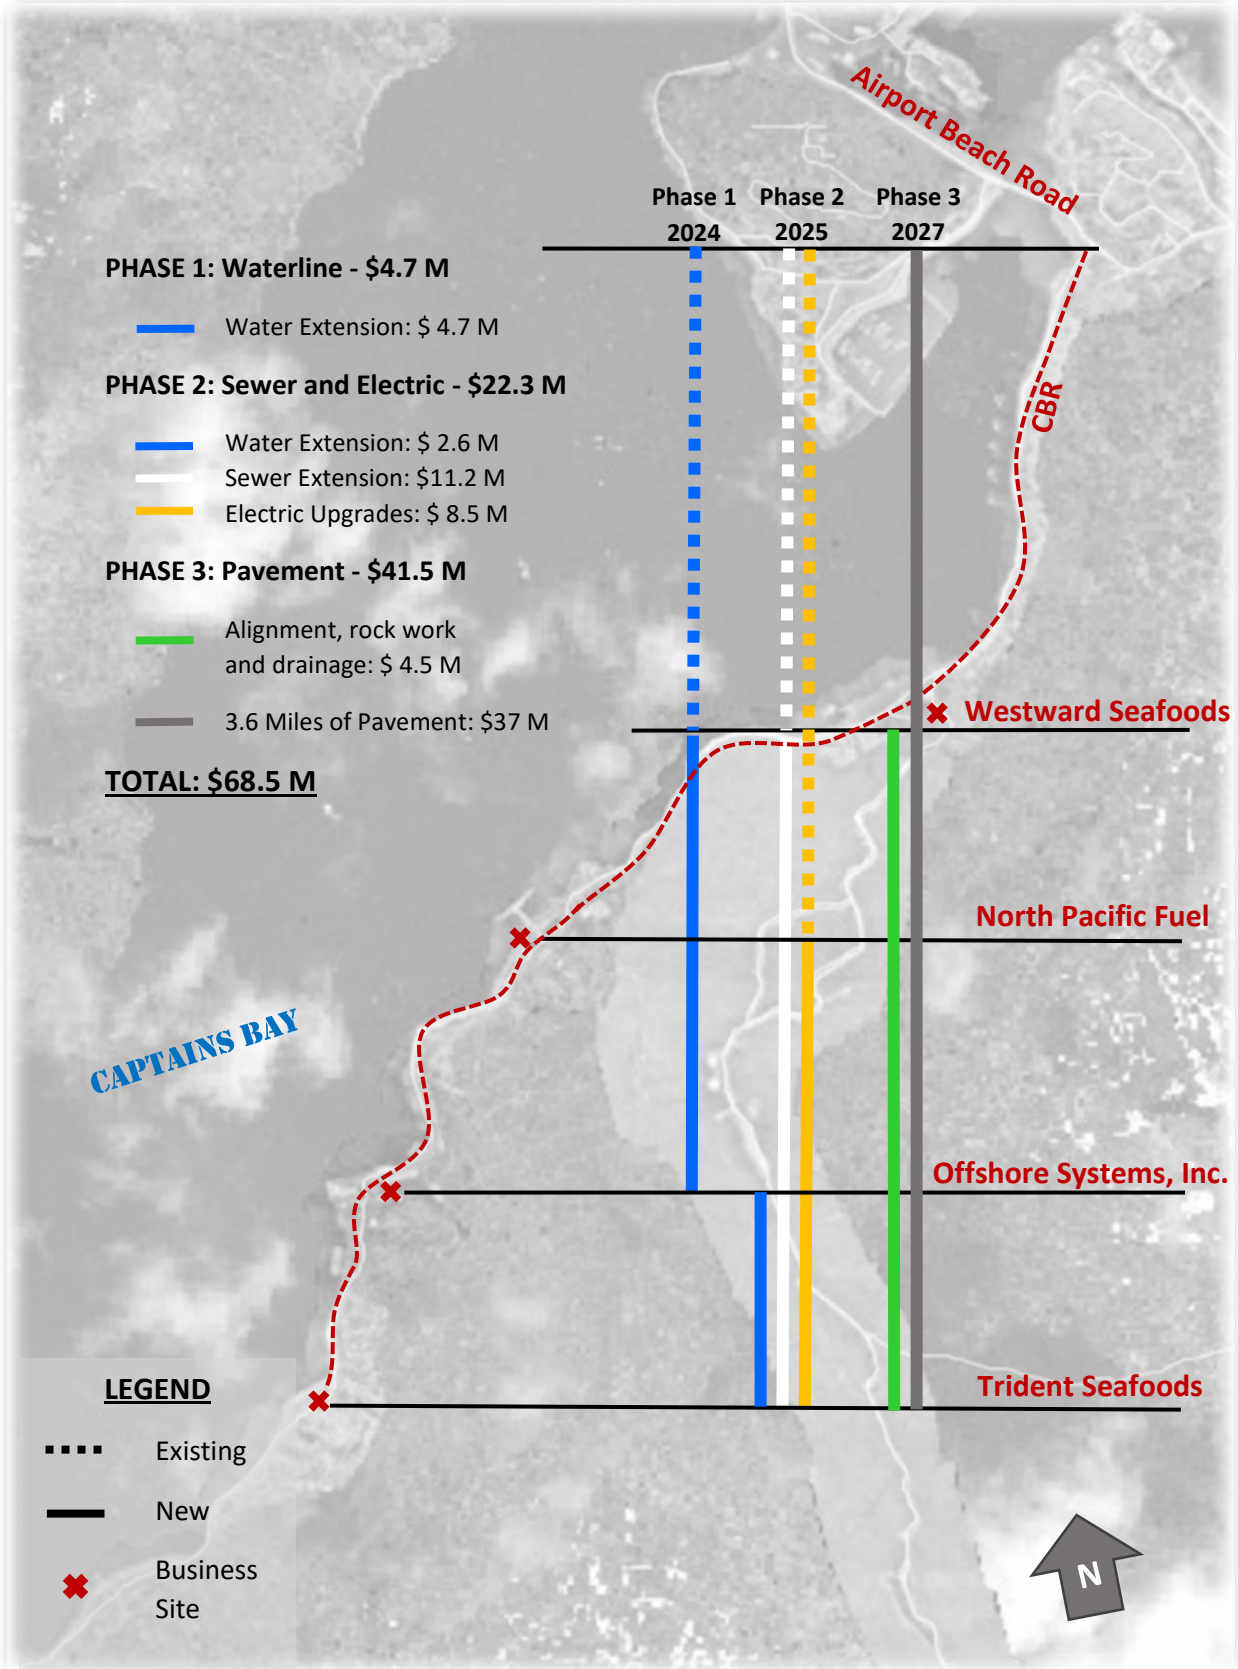 Airport Beach Road
Phase 1 Phase 2 Phase 3
2024 2025 2027
PHASE 1: Waterline - $4.7 M
Water Extension: $ 4.7 M
PHASE 2: Sewer and Electric - $22.3 M
Water Extension: $ 2.6 M
Sewer Extension: $11.2 M
Electric Upgrades: $ 8.5 M
PHASE 3: Pavement - $41.5 M
Alignment, rock work
and drainage: $ 4.5 M
3.6 Miles of Pavement: $37 M
TOTAL: $68.5 M
CBR
Westward Seafoods
North Pacific Fuel
CAPTAINS BAY
Offshore Systems, Inc.
Trident Seafoods
LEGEND
Existing
New
Business
Site
N